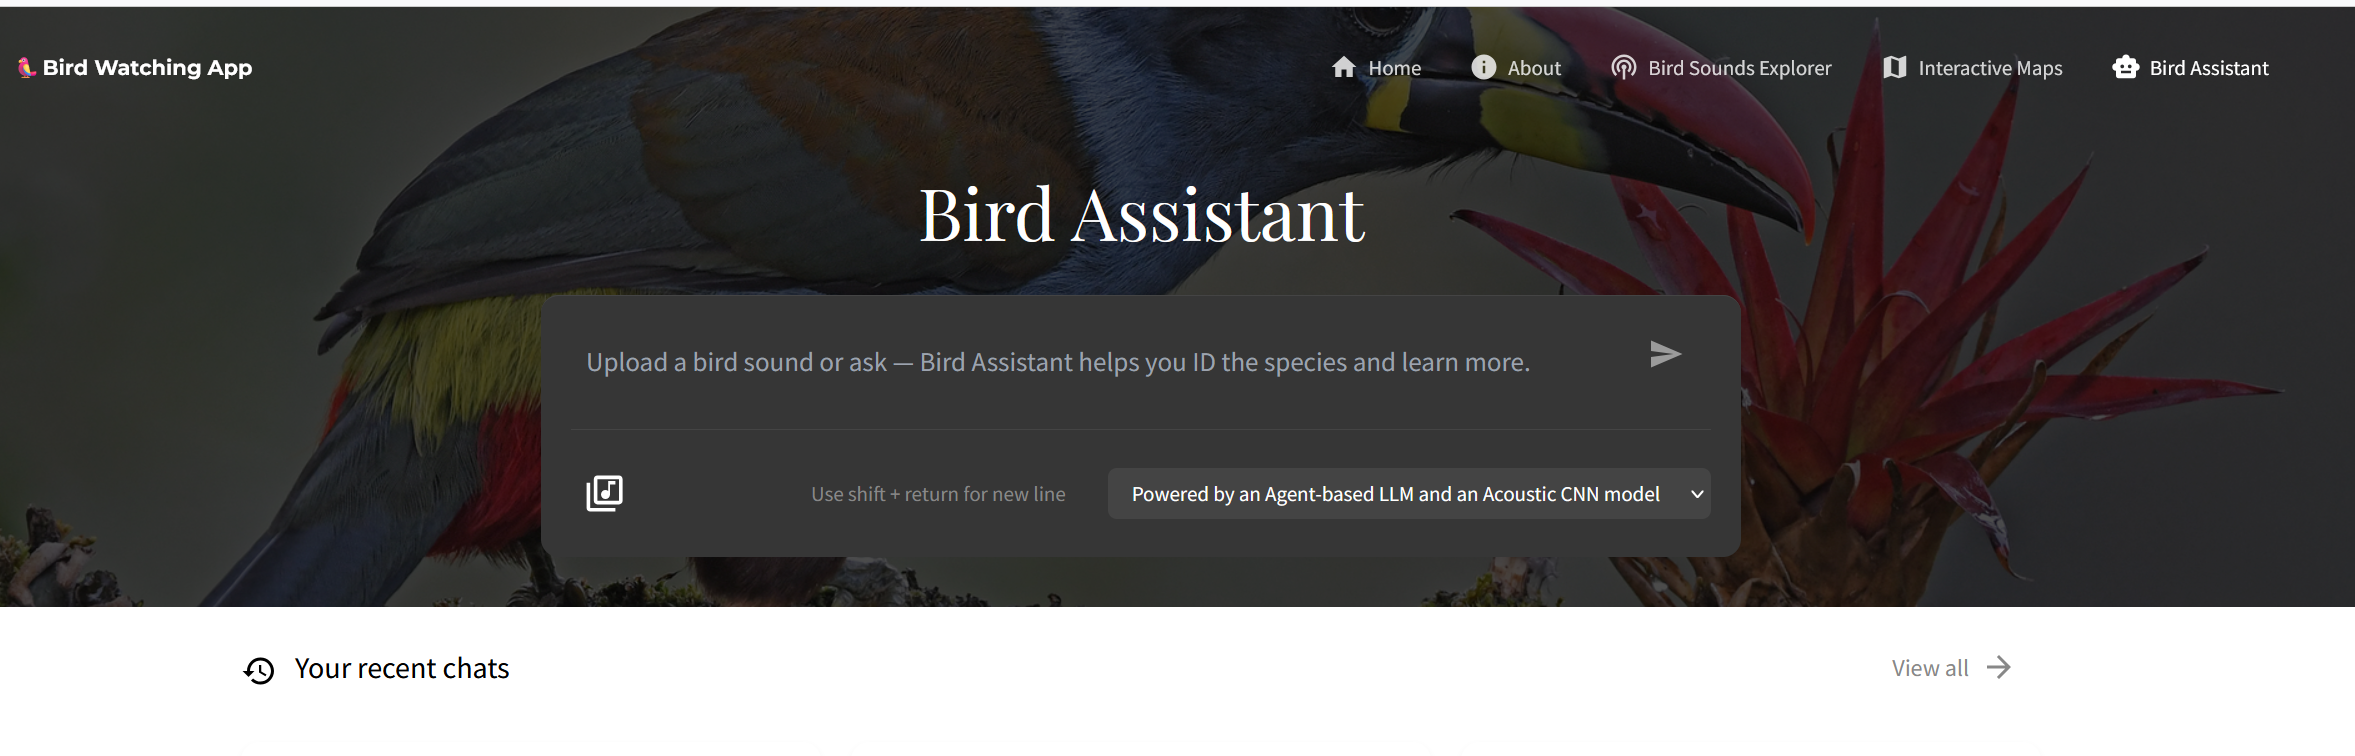 Bird Watching App
Home
About
Bird Sounds Explorer
Interactive Maps
Bird Assistant
Bird Assistant
Upload a bird sound or ask — Bird Assistant helps you ID the species and learn more.
Use shift + return for new line
Powered by an Agent-based LLM and an Acoustic CNN model
Your recent chats
View all